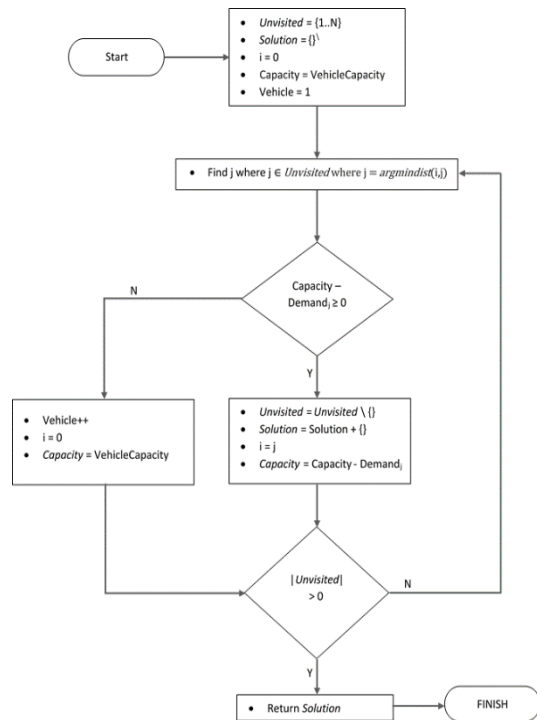 Start
• Unvisited = {1..N}
• Solution = {}\
• i = 0
• Capacity = VehicleCapacity
• Vehicle = 1
• Find j where j ∈ Unvisited where j = argmindist(i,j)
Capacity –
Demandⱼ ≥ 0
N
Y
• Vehicle++
• i = 0
• Capacity = VehicleCapacity
• Unvisited = Unvisited \ {}
• Solution = Solution + {}
• i = j
• Capacity = Capacity - Demandⱼ
|Unvisited|
> 0
N
Y
• Return Solution
FINISH